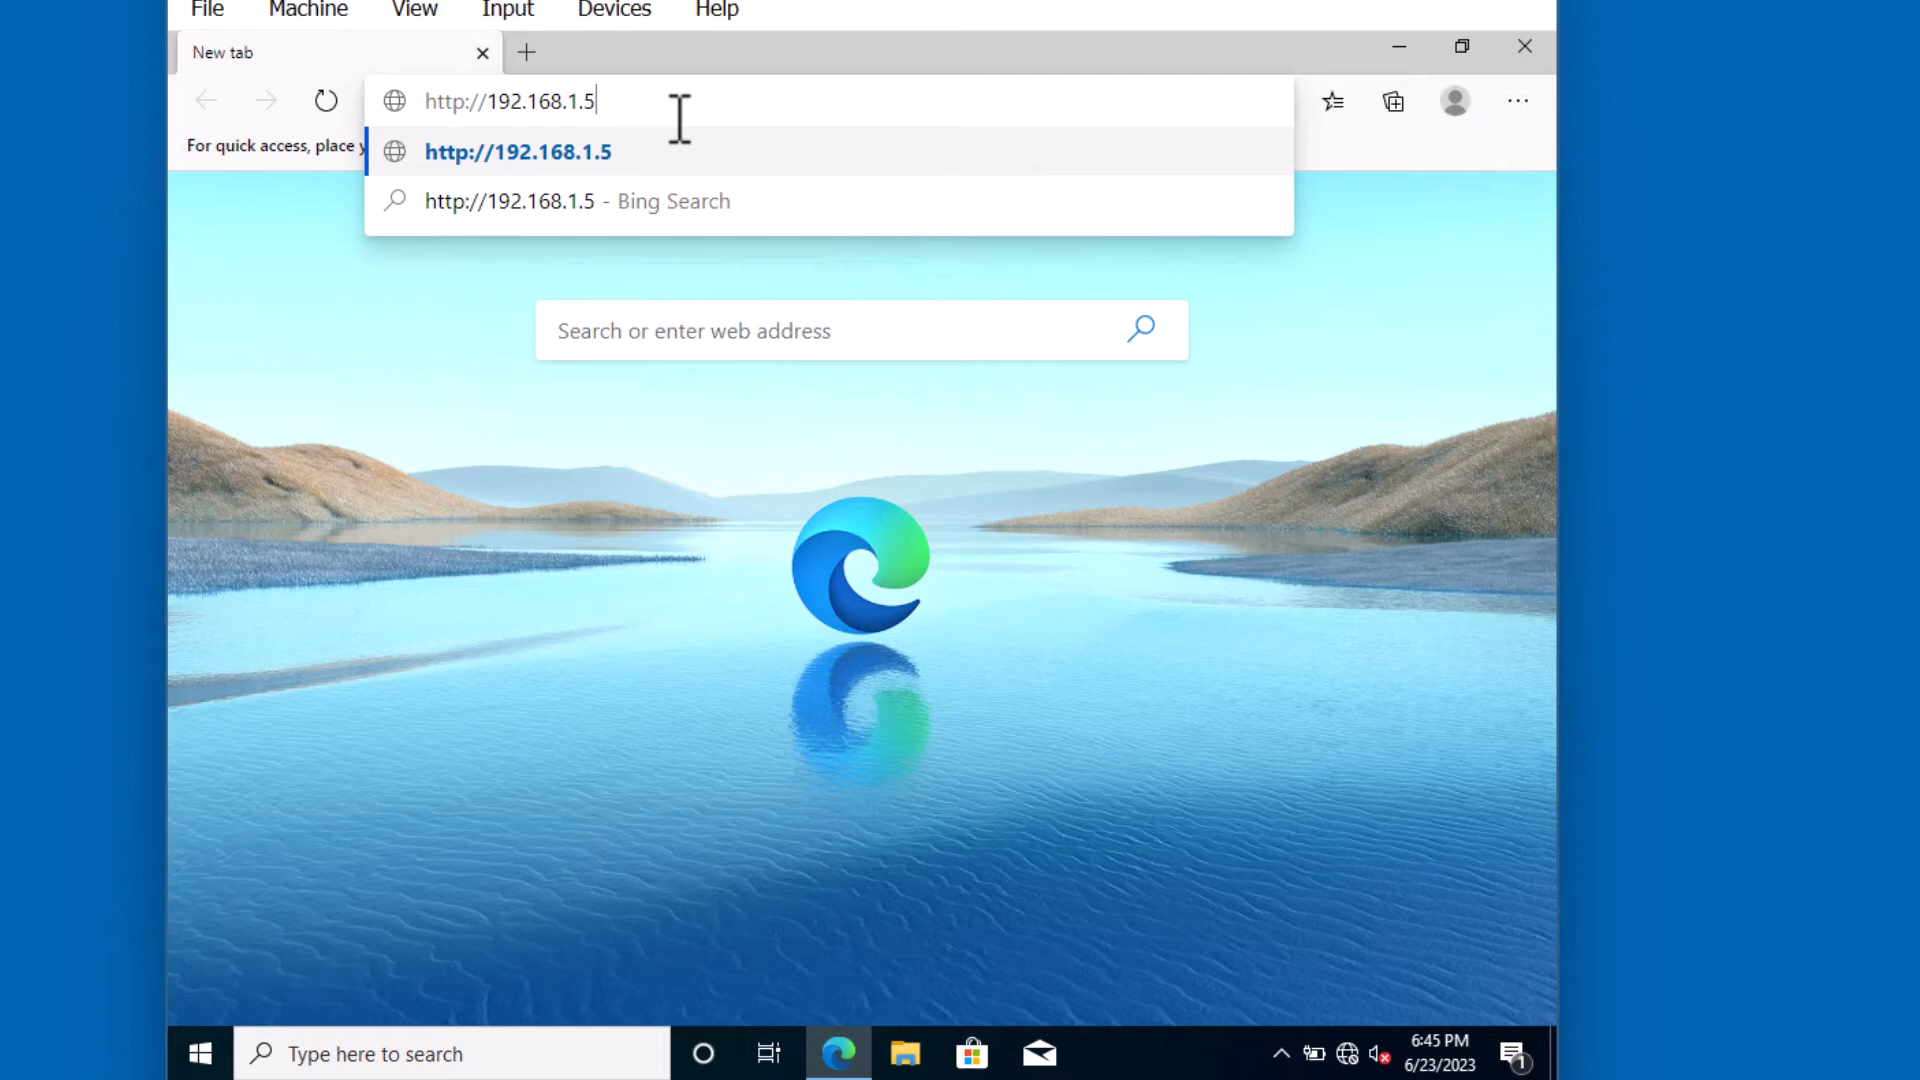 File Machine View Input Devices Help
New tab
http://192.168.1.5
For quick access, place y
http://192.168.1.5
http://192.168.1.5 - Bing Search
Search or enter web address
Type here to search
6:45 PM
6/23/2023
1